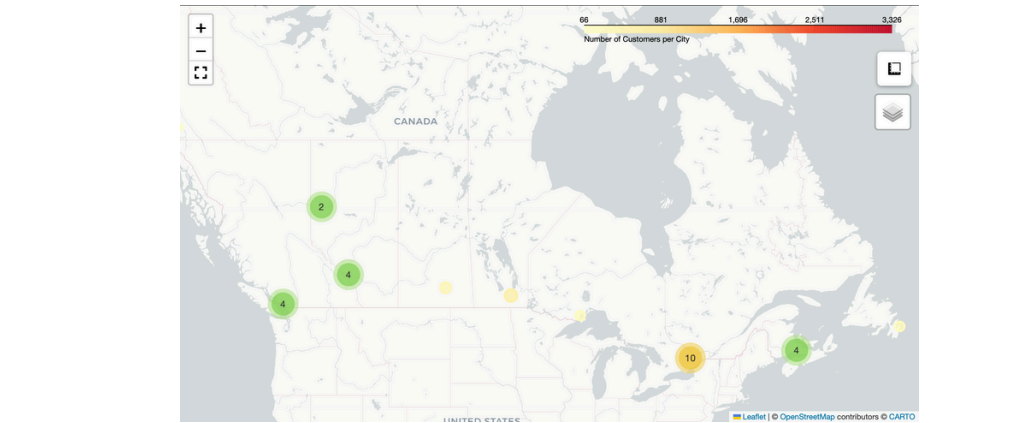 +
−
66 881 1,696 2,511 3,326
Number of Customers per City
CANADA
2
4
4
10
4
UNITED STATES
Leaflet | © OpenStreetMap contributors © CARTO